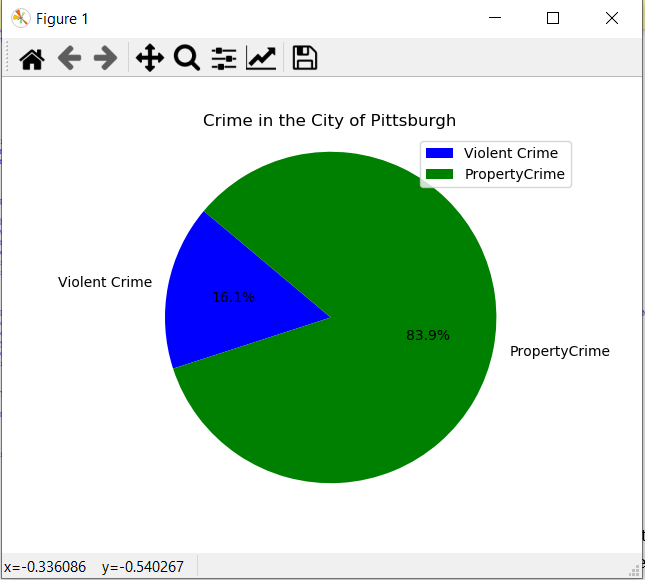 Figure 1
Crime in the City of Pittsburgh
Violent Crime
PropertyCrime
Violent Crime
16.1%
83.9%
PropertyCrime
x=-0.336086 y=-0.540267